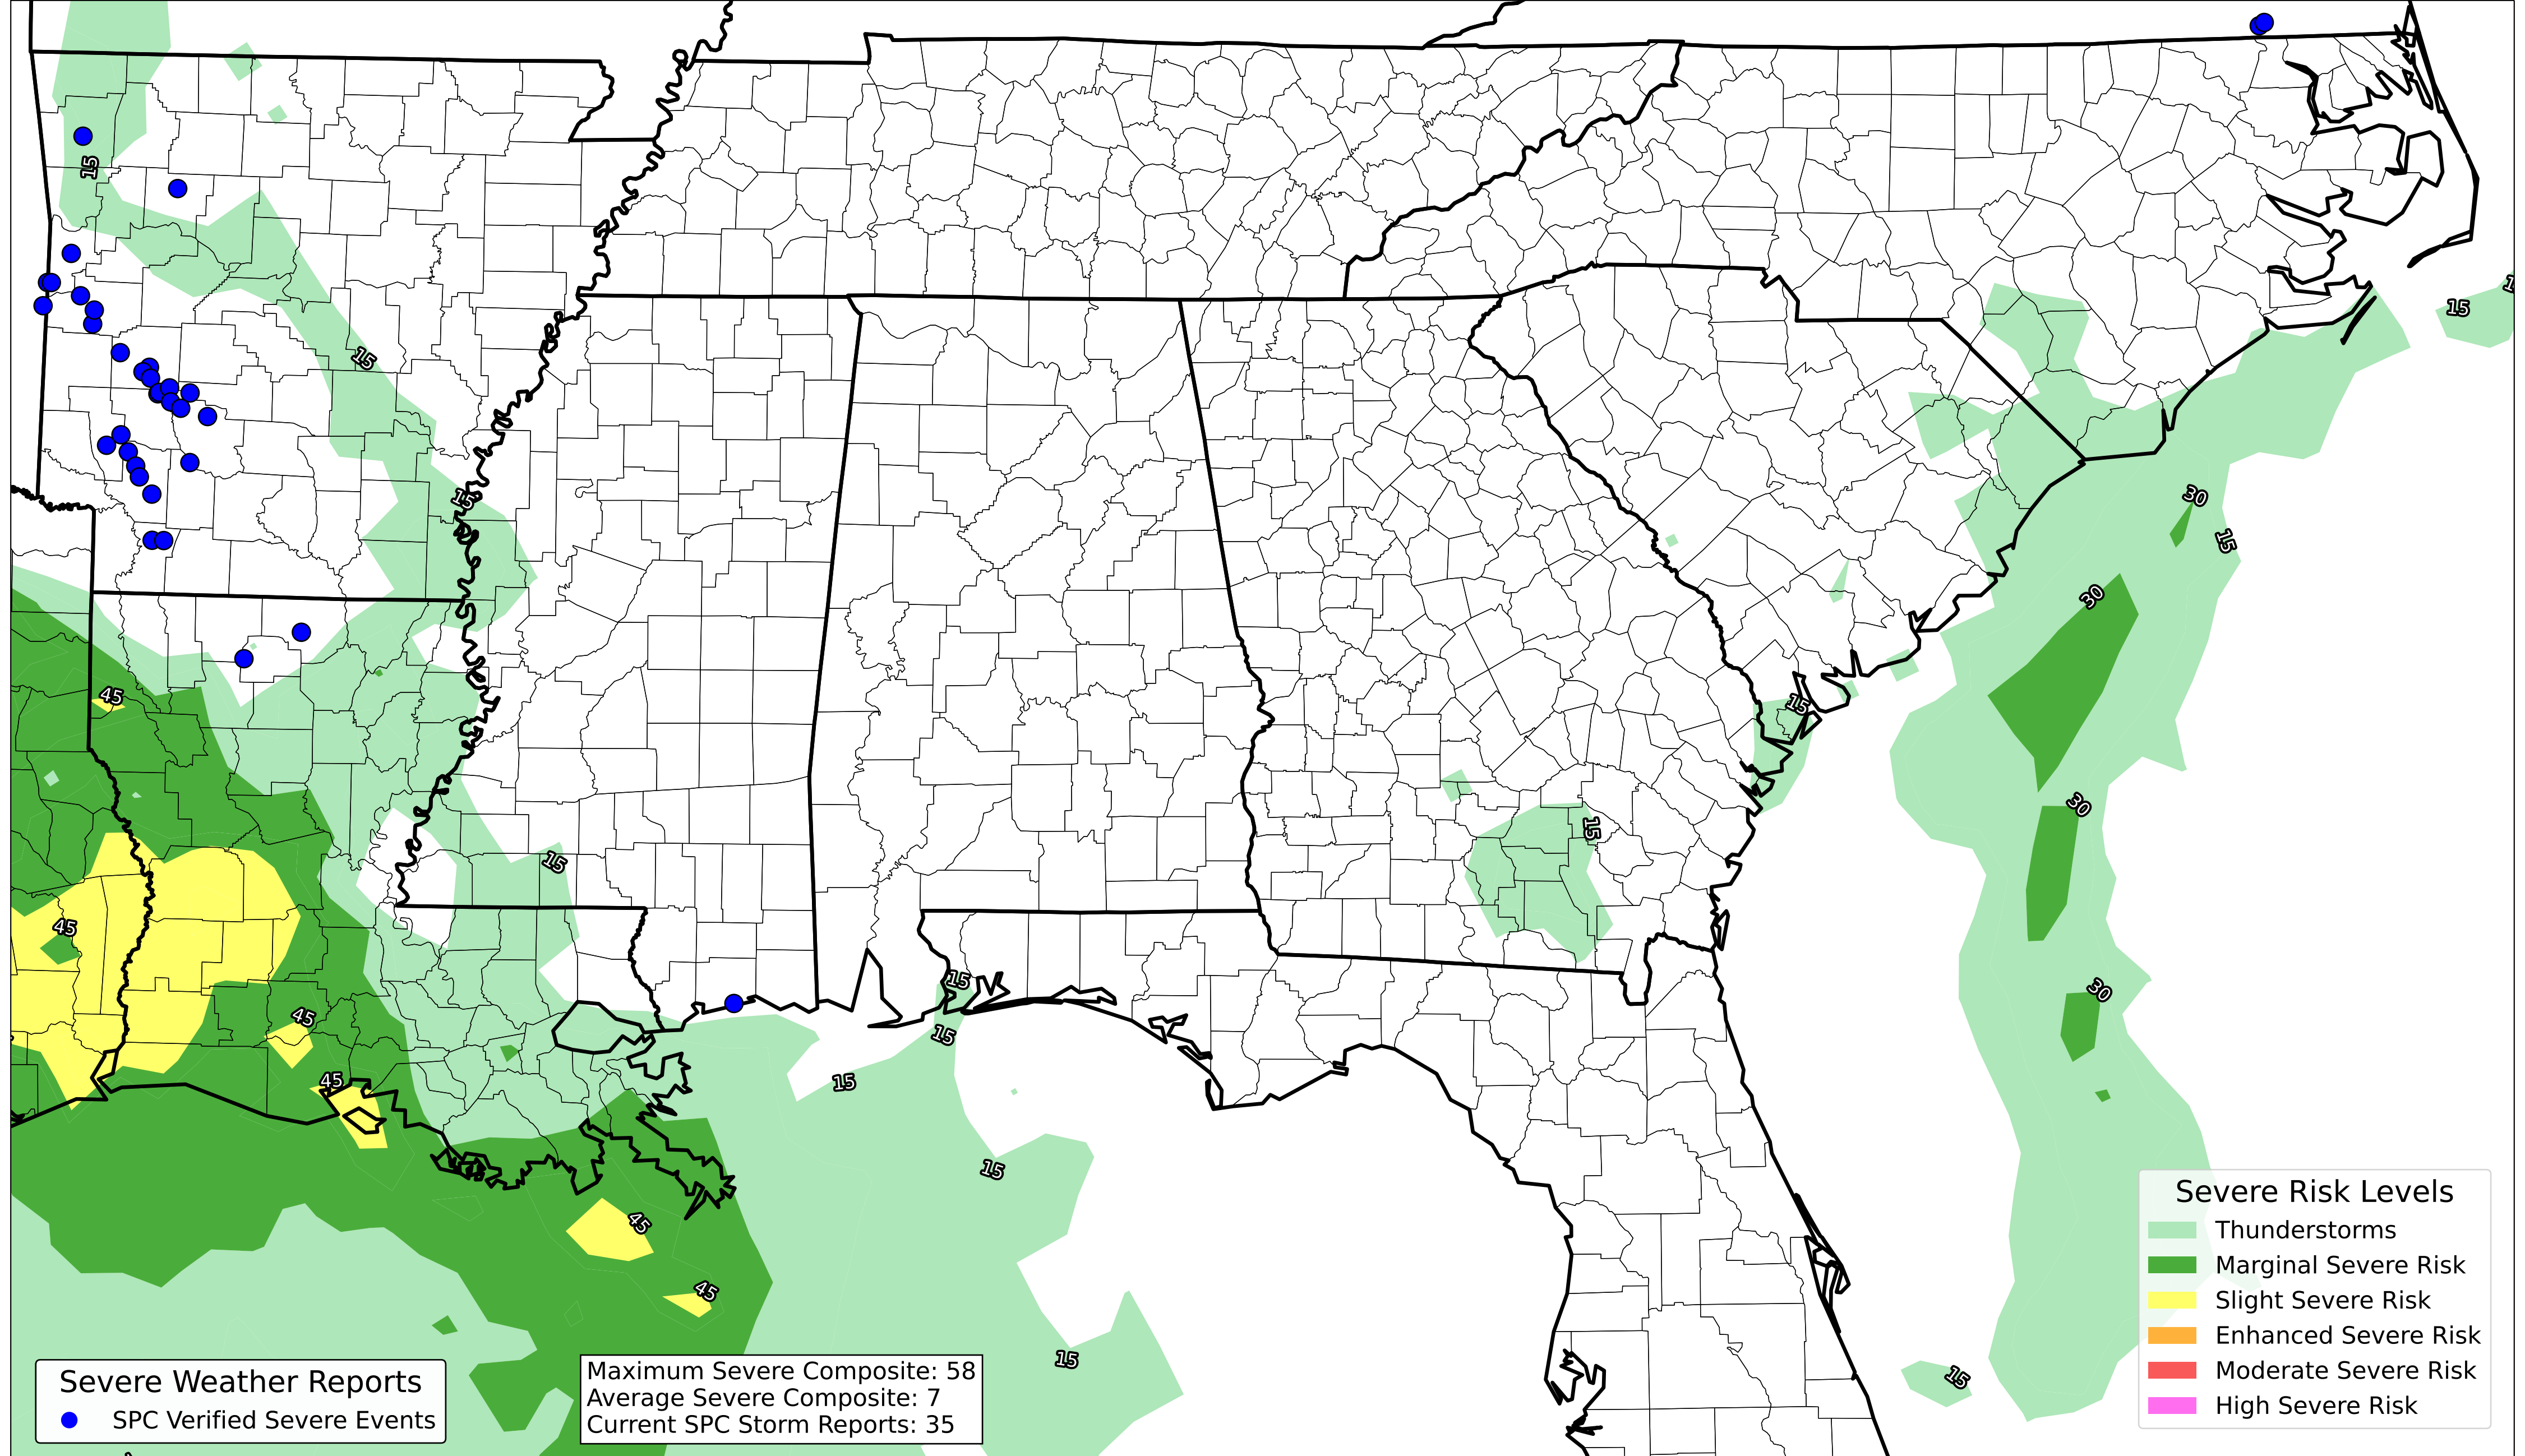 15
15
15
15
15
30
15
30
45
15
30
15
15
45
45
15
30
15
45
15
15
45
45
15
15
Severe Risk Levels
Thunderstorms
Marginal Severe Risk
Slight Severe Risk
Enhanced Severe Risk
Moderate Severe Risk
High Severe Risk
Severe Weather Reports
SPC Verified Severe Events
Maximum Severe Composite: 58
Average Severe Composite: 7
Current SPC Storm Reports: 35